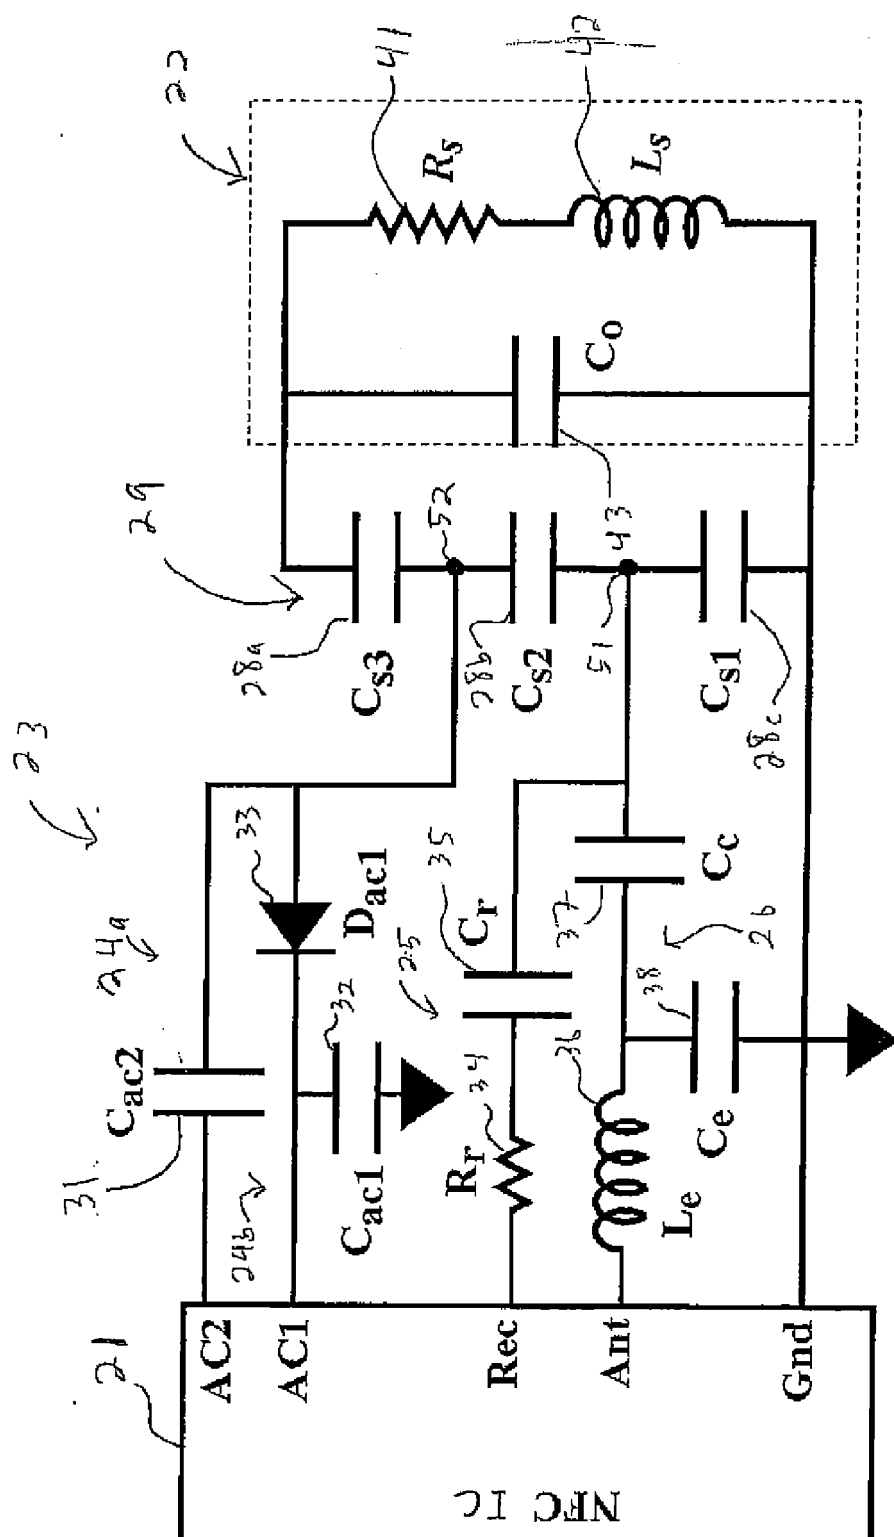 23
24a
22
29
31
Cac2
33
24b
Dac1
32
Cac1
25
28a
Cs3
52
41
Rs
35
Cr
34
Rr
28b
Cs2
43
Co
42
Ls
36
37
51
Le
38
Cc
Ce
26
Cs1
28c
21
AC2
AC1
Rec
Ant
Gnd
NFC IC